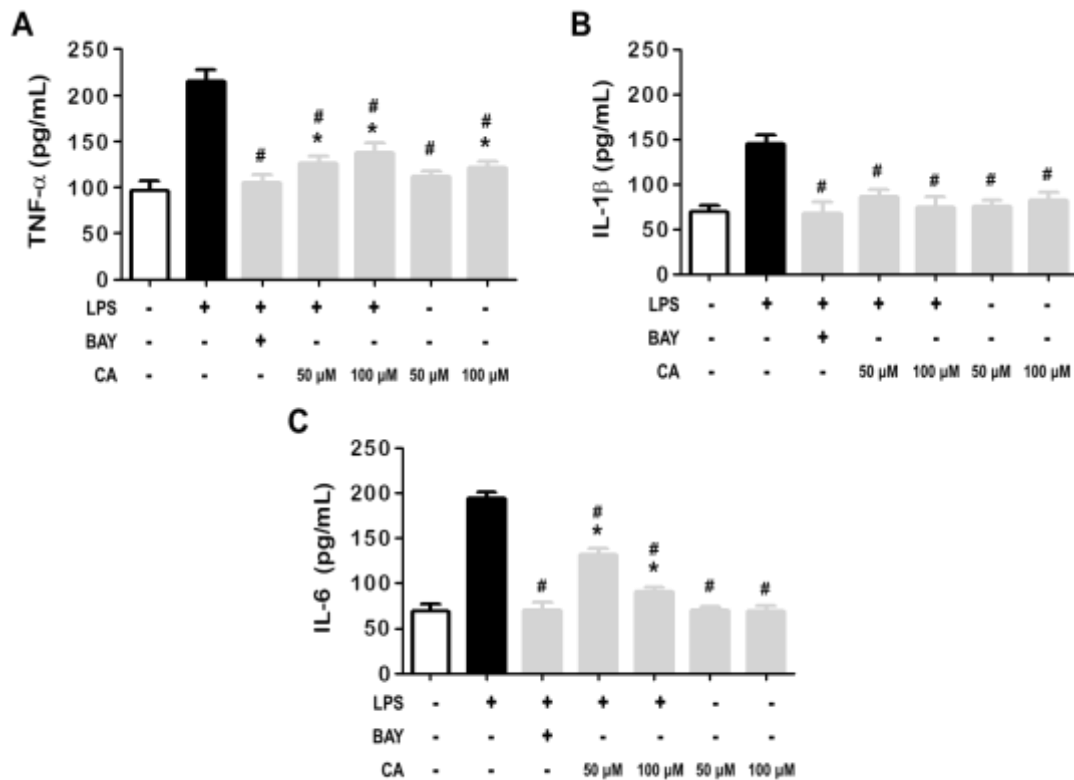 A
TNF-α (pg/mL)
250
200
150
100
50
0
# # * # * # # *
LPS - + + + + - -
BAY - - + - - - -
CA - - - 50 µM 100 µM 50 µM 100 µM
B
IL-1β (pg/mL)
250
200
150
100
50
0
# # # # #
LPS - + + + + - -
BAY - - + - - - -
CA - - - 50 µM 100 µM 50 µM 100 µM
C
IL-6 (pg/mL)
250
200
150
100
50
0
# # * # * # #
LPS - + + + + - -
BAY - - + - - - -
CA - - - 50 µM 100 µM 50 µM 100 µM